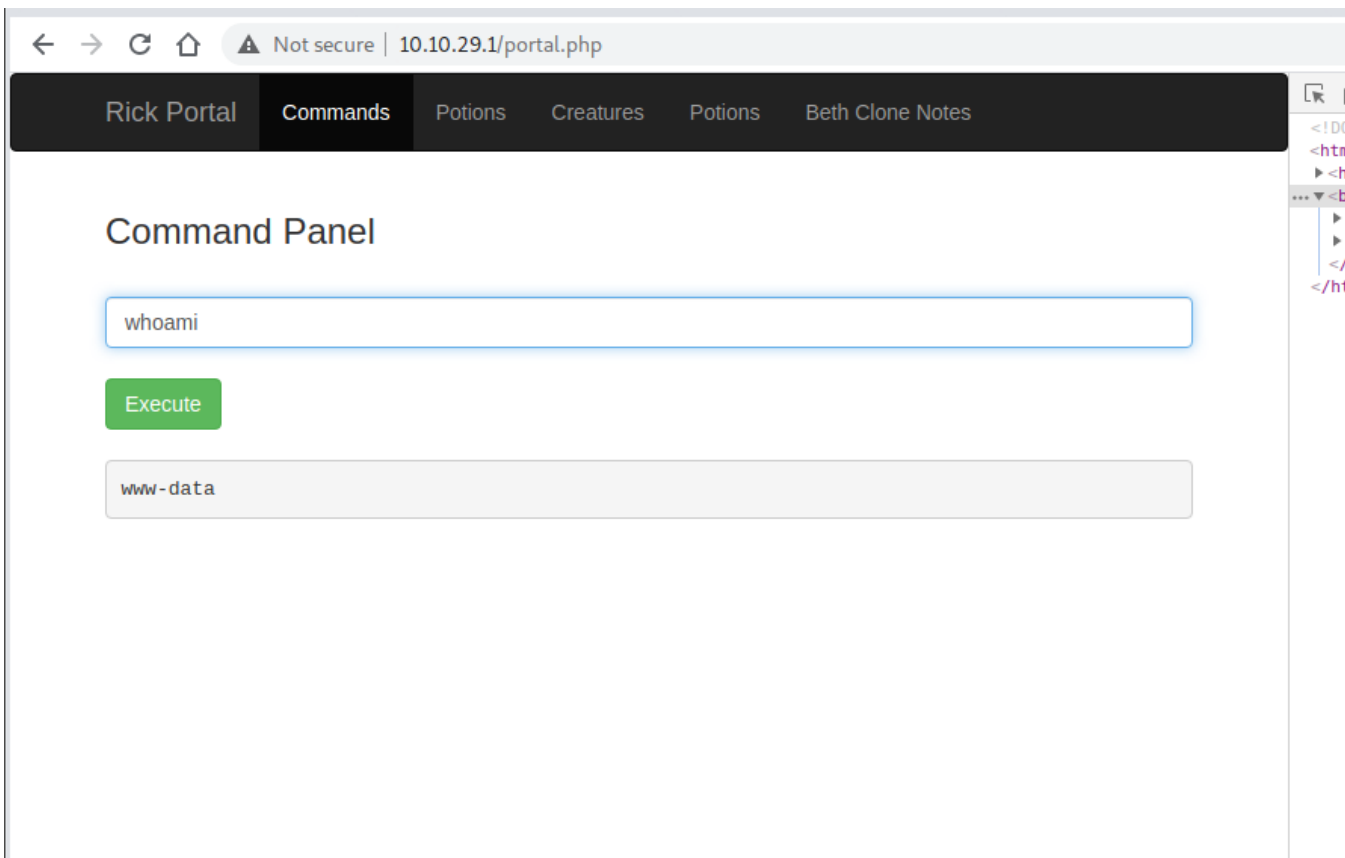 Not secure | 10.10.29.1/portal.php
Rick Portal Commands Potions Creatures Potions Beth Clone Notes
Command Panel
whoami
Execute
www-data